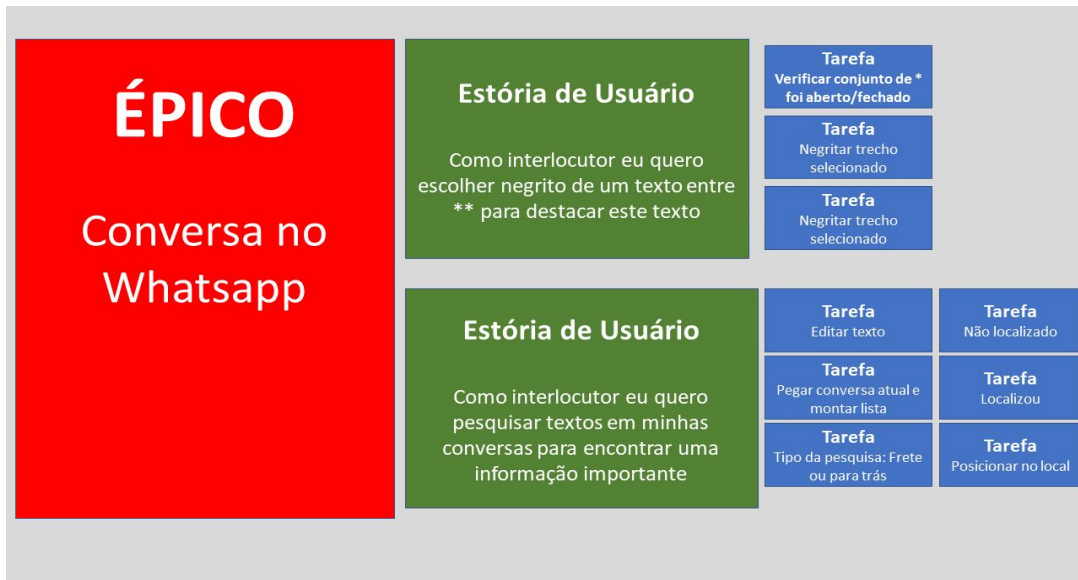 ÉPICO
Conversa no
Whatsapp
Estória de Usuário
Como interlocutor eu quero
escolher negrito de um texto entre
** para destacar este texto
Tarefa
Verificar conjunto de *
foi aberto/fechado
Tarefa
Negritar trecho
selecionado
Tarefa
Negritar trecho
selecionado
Estória de Usuário
Como interlocutor eu quero
pesquisar textos em minhas
conversas para encontrar uma
informação importante
Tarefa
Editar texto
Tarefa
Não localizado
Tarefa
Pegar conversa atual e
montar lista
Tarefa
Localizou
Tarefa
Tipo da pesquisa: Frete
ou para trás
Tarefa
Posicionar no local